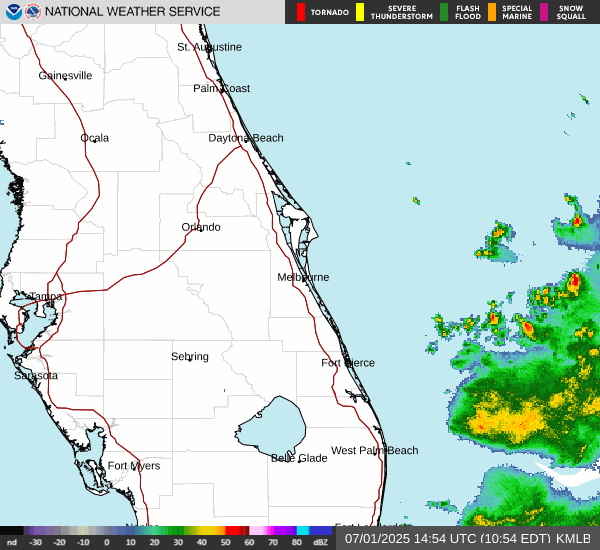 NATIONAL WEATHER SERVICE
TORNADO
SEVERE
THUNDERSTORM
FLASH
FLOOD
SPECIAL
MARINE
SNOW
SQUALL
St. Augustine
Gainesville
Palm Coast
Ocala
Daytona Beach
Orlando
Melbourne
Tampa
Sebring
Fort Pierce
Sarasota
West Palm Beach
Belle Glade
Fort Myers
nd -30 -20 -10 0 10 20 30 40 50 60 70 80 dBZ
07/01/2025 14:54 UTC (10:54 EDT) KMLB